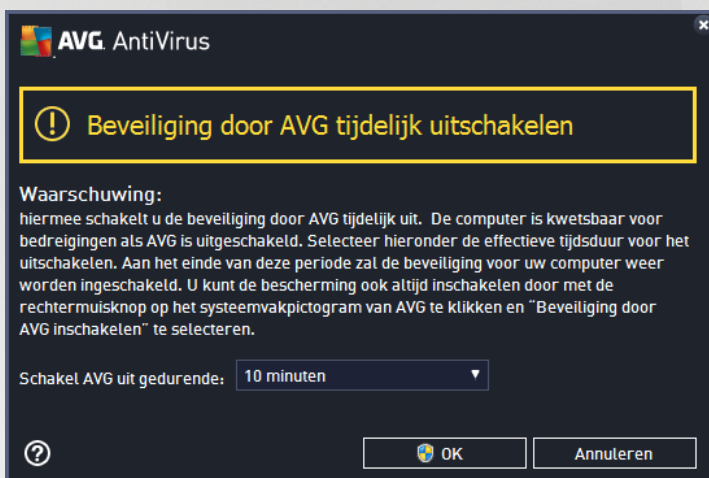 AVG. AntiVirus
Beveiliging door AVG tijdelijk uitschakelen
Waarschuwing:
hiermee schakelt u de beveiliging door AVG tijdelijk uit. De computer is kwetsbaar voor
bedreigingen als AVG is uitgeschakeld. Selecteer hieronder de effectieve tijdsduur voor het
uitschakelen. Aan het einde van deze periode zal de beveiliging voor uw computer weer
worden ingeschakeld. U kunt de bescherming ook altijd inschakelen door met de
rechtermuisknop op het systeemvakpictogram van AVG te klikken en "Beveiliging door
AVG inschakelen" te selecteren.
Schakel AVG uit gedurende: 10 minuten
OK Annuleren